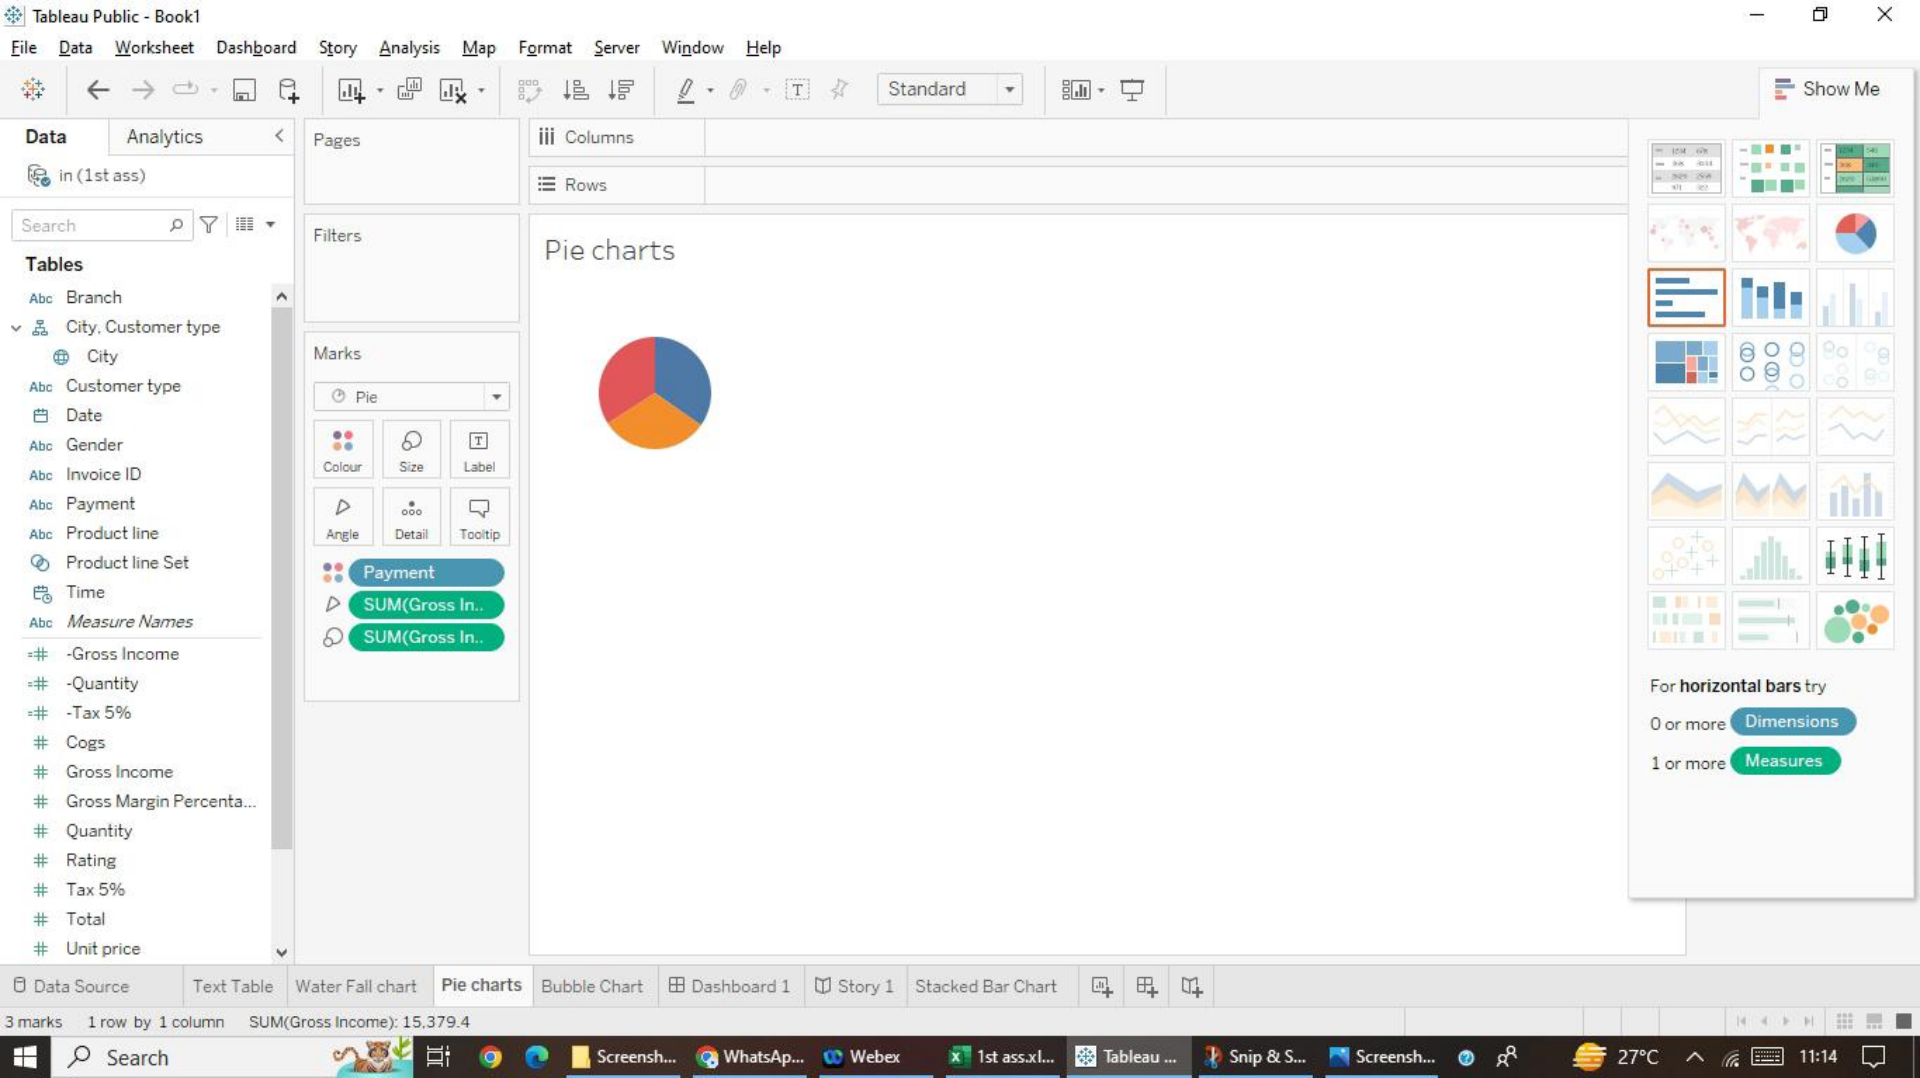 Tableau Public - Book1
File Data Worksheet Dashboard Story Analysis Map Format Server Window Help
Standard
Show Me
Data Analytics
in (1st ass)
Search
Tables
Abc Branch
City, Customer type
City
Abc Customer type
Date
Abc Gender
Abc Invoice ID
Abc Payment
Abc Product line
Product line Set
Time
Abc Measure Names
=# -Gross Income
=# -Quantity
=# -Tax 5%
# Cogs
# Gross Income
# Gross Margin Percenta...
# Quantity
# Rating
# Tax 5%
# Total
# Unit price
Pages
Filters
Marks
Pie
Colour Size Label
Angle Detail Tooltip
Payment
SUM(Gross In..
SUM(Gross In..
Columns
Rows
Pie charts
For horizontal bars try
0 or more Dimensions
1 or more Measures
Data Source Text Table Water Fall chart Pie charts Bubble Chart Dashboard 1 Story 1 Stacked Bar Chart
3 marks 1 row by 1 column SUM(Gross Income): 15,379.4
Search Screensh... WhatsAp... Webex 1st ass.xl... Tableau ... Snip & S... Screensh... 27°C 11:14